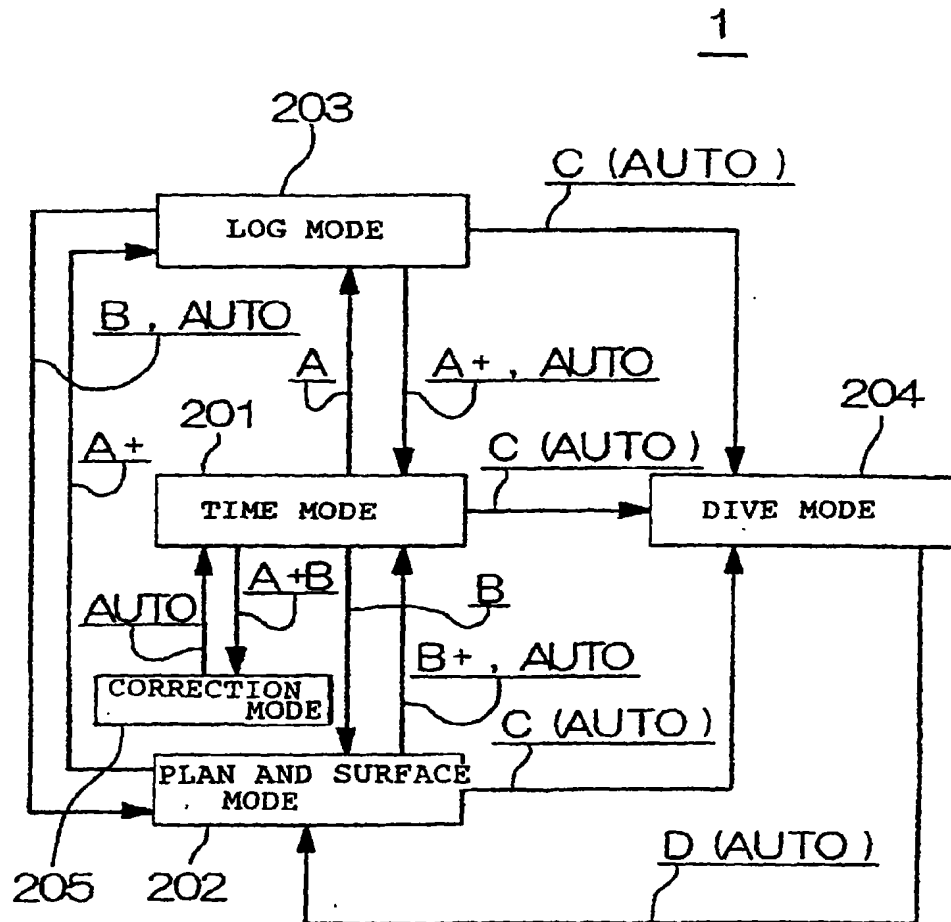 1
203
C (AUTO)
LOG MODE
B, AUTO
A
A+, AUTO
204
201
A+
C (AUTO)
TIME MODE
DIVE MODE
A+B
B
AUTO
B+, AUTO
CORRECTION
MODE
C (AUTO)
PLAN AND SURFACE
MODE
D (AUTO)
205
202